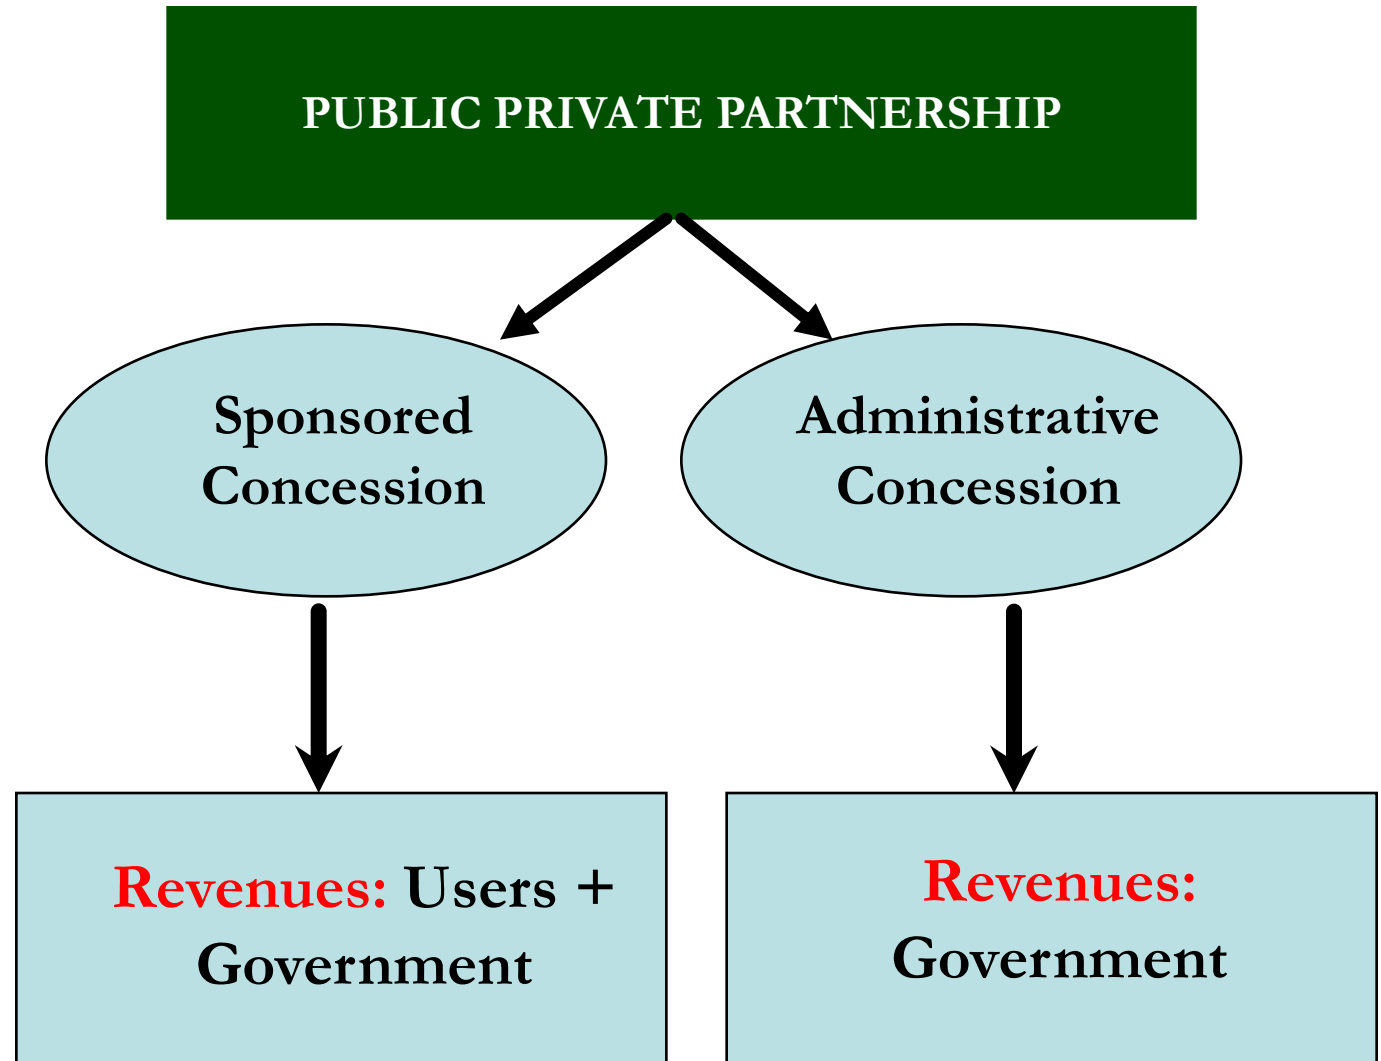 PUBLIC PRIVATE PARTNERSHIP
Sponsored
Concession
Administrative
Concession
Revenues: Users +
Government
Revenues:
Government